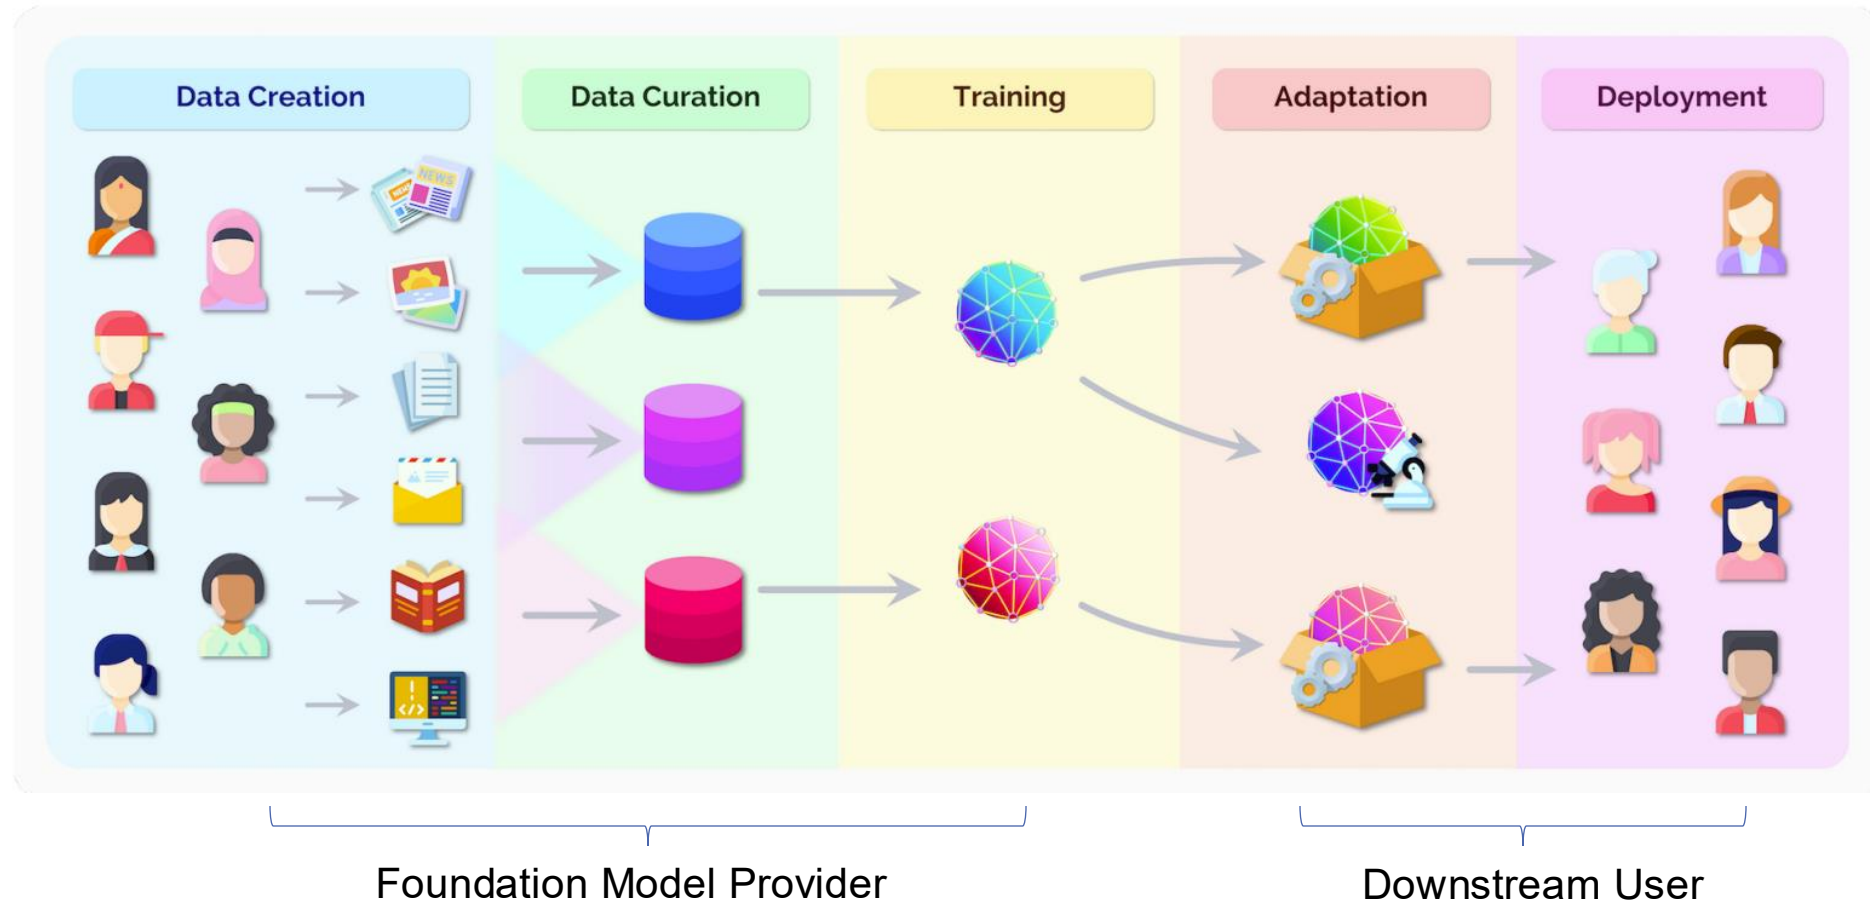 Data Creation
Data Curation
Training
Adaptation
Deployment
NEWS
NEWS
</>
Foundation Model Provider
Downstream User